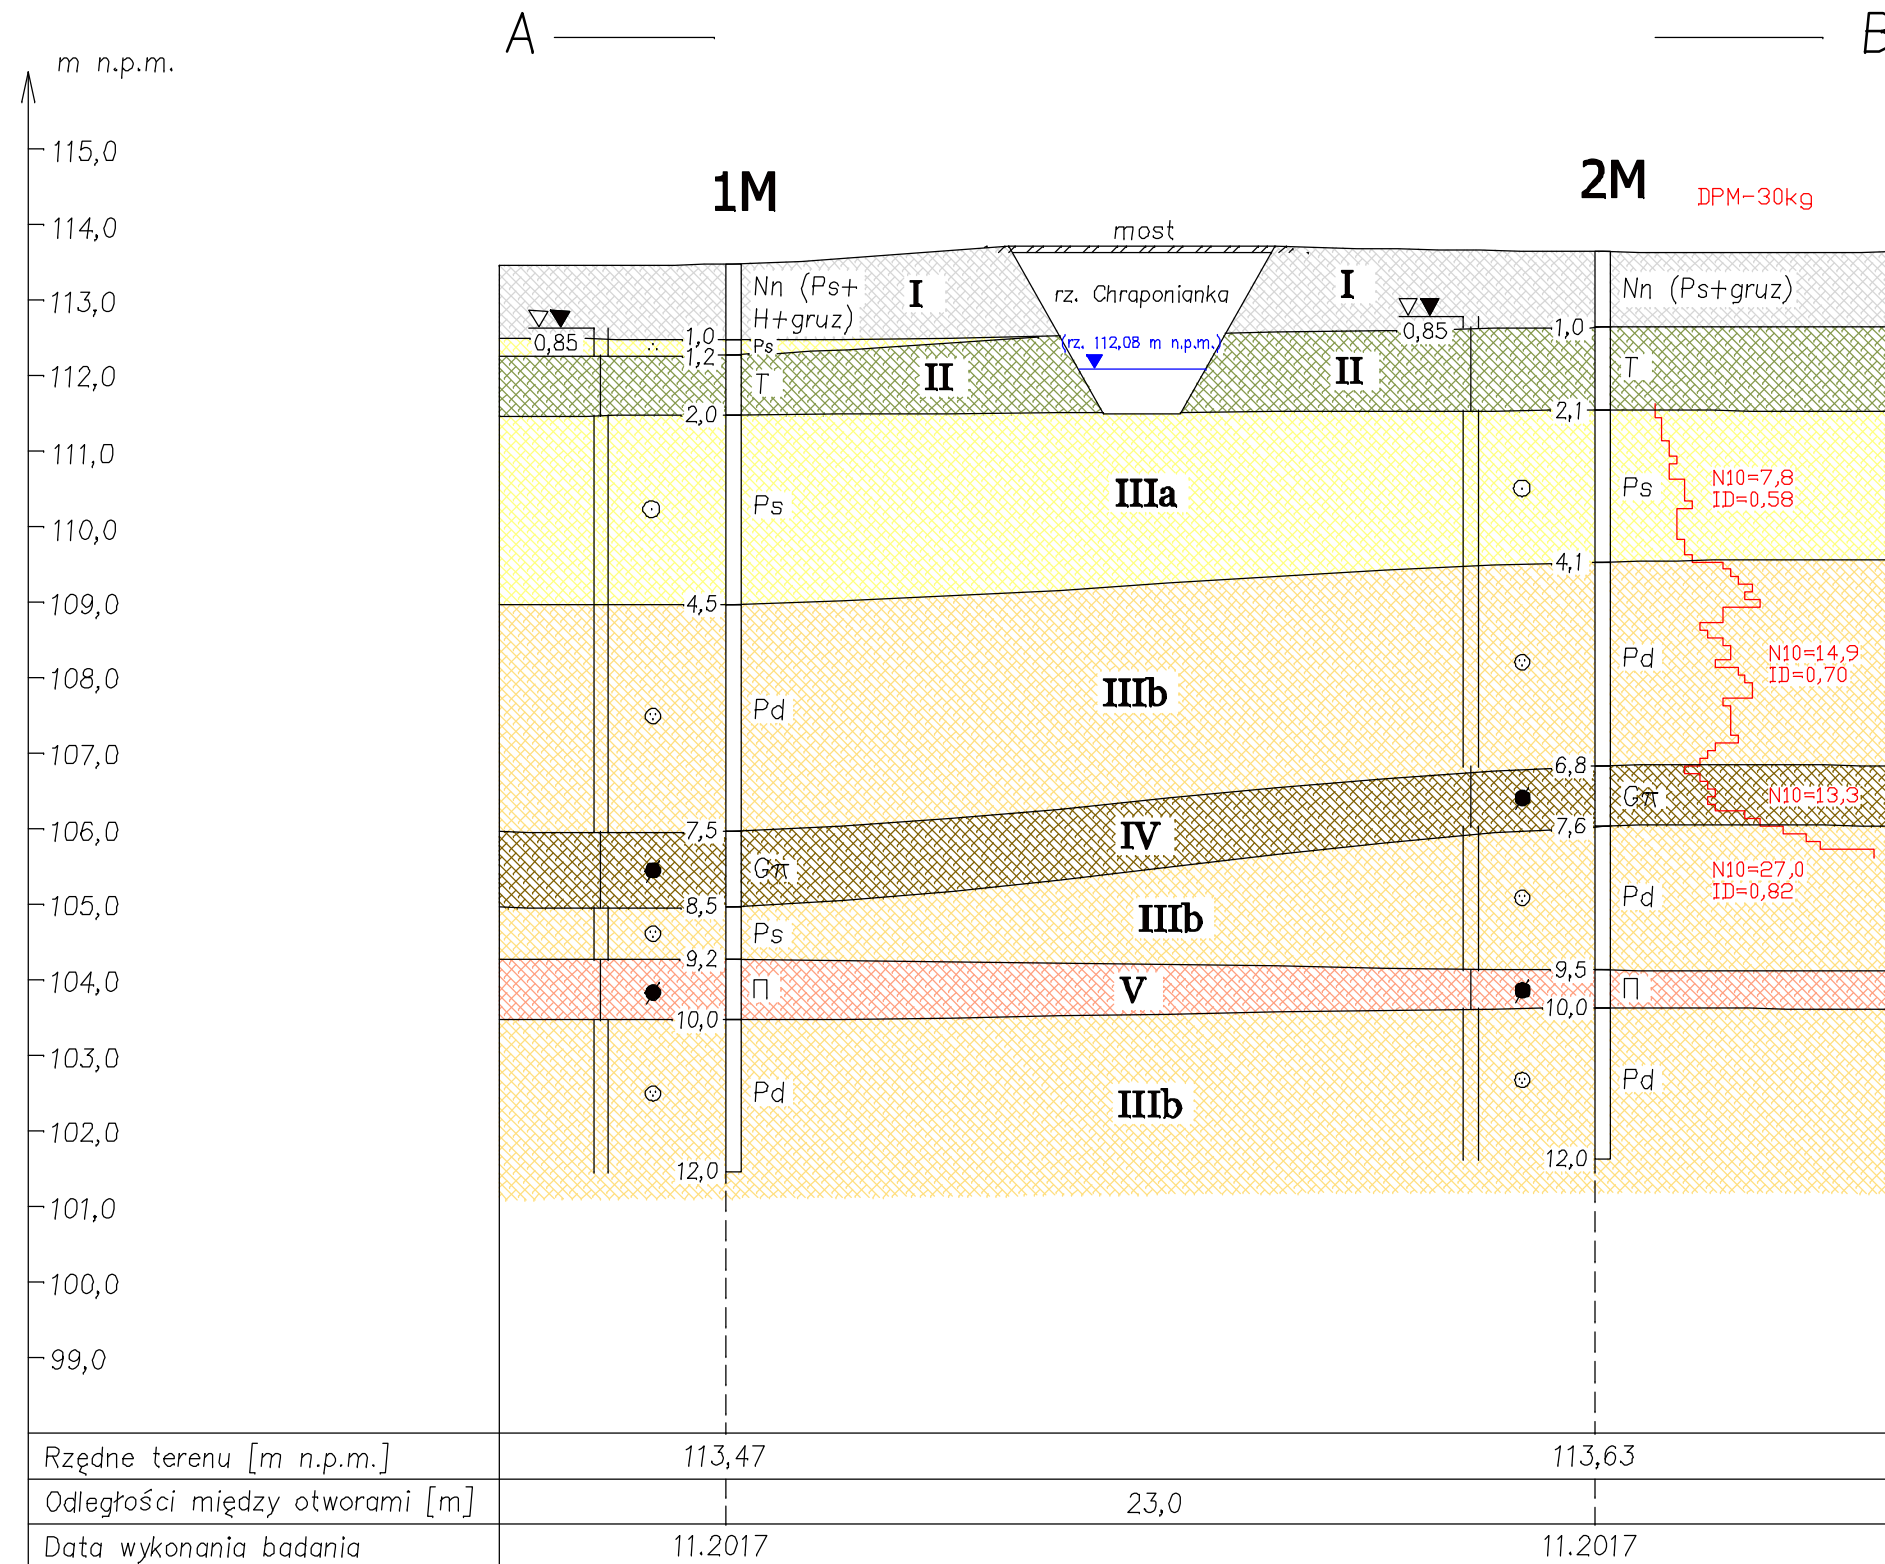 A B
m n.p.m.
115,0
114,0
113,0
112,0
111,0
110,0
109,0
108,0
107,0
106,0
105,0
104,0
103,0
102,0
101,0
100,0
99,0
1M
2M
DPM-30kg
most
rz. Chraponianka
(rz. 112,08 m n.p.m.)
Nn (Ps+
H+gruz)
I
I
Nn (Ps+gruz)
0,85
0,85
1,0
Ps
1,2
T
II
II
1,0
T
2,0
2,1
Ps
IIIa
Ps
N10=7,8
ID=0,58
4,5
4,1
Pd
IIIb
Pd
N10=14,9
ID=0,70
7,5
6,8
Gπ
IV
Gπ
N10=13,3
8,5
7,6
Ps
IIIb
Pd
N10=27,0
ID=0,82
9,2
9,5
Π
V
Π
10,0
10,0
Pd
IIIb
Pd
12,0
12,0
Rzędne terenu [m n.p.m.] 113,47 113,63
Odległości między otworami [m] 23,0
Data wykonania badania 11.2017 11.2017